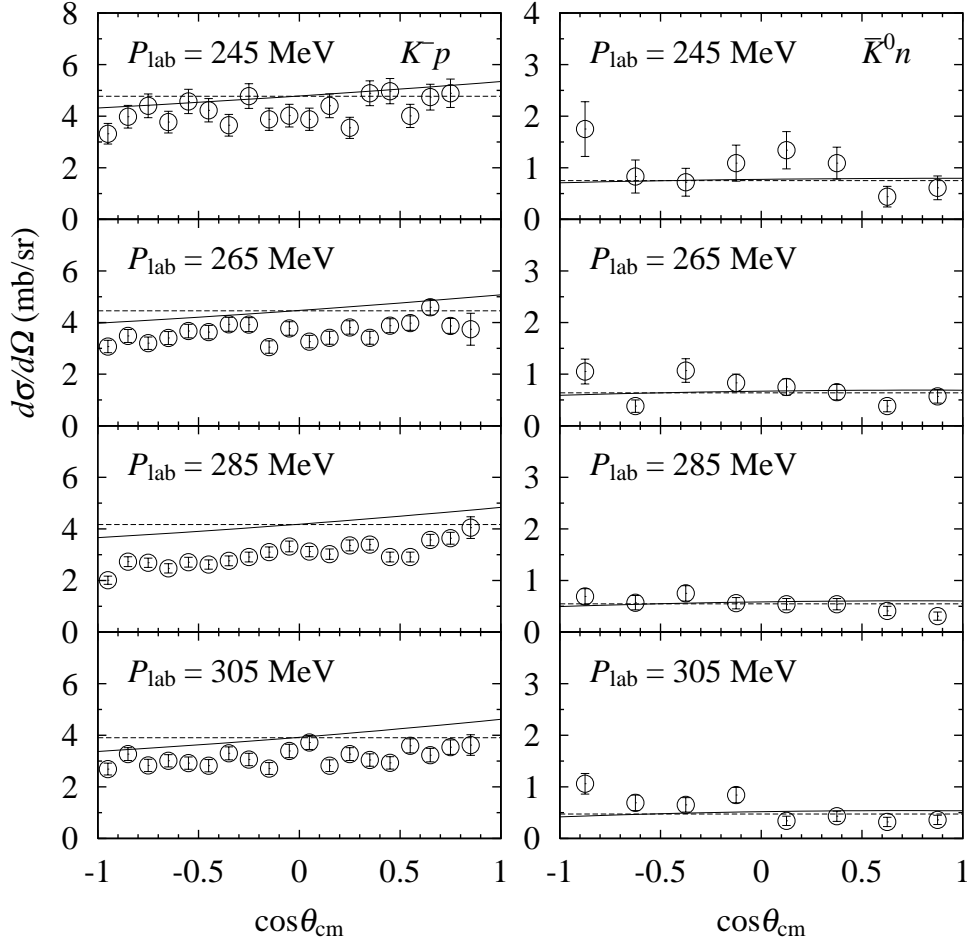 8
6
4
2
0
P_lab = 245 MeV
K⁻p
4
3
2
1
0
P_lab = 245 MeV
K̅⁰n
dσ/dΩ (mb/sr)
6
4
2
0
P_lab = 265 MeV
3
2
1
0
P_lab = 265 MeV
6
4
2
0
P_lab = 285 MeV
3
2
1
0
P_lab = 285 MeV
6
4
2
0
P_lab = 305 MeV
3
2
1
0
P_lab = 305 MeV
-1 -0.5 0 0.5 1
-1 -0.5 0 0.5 1
cosθ_cm
cosθ_cm